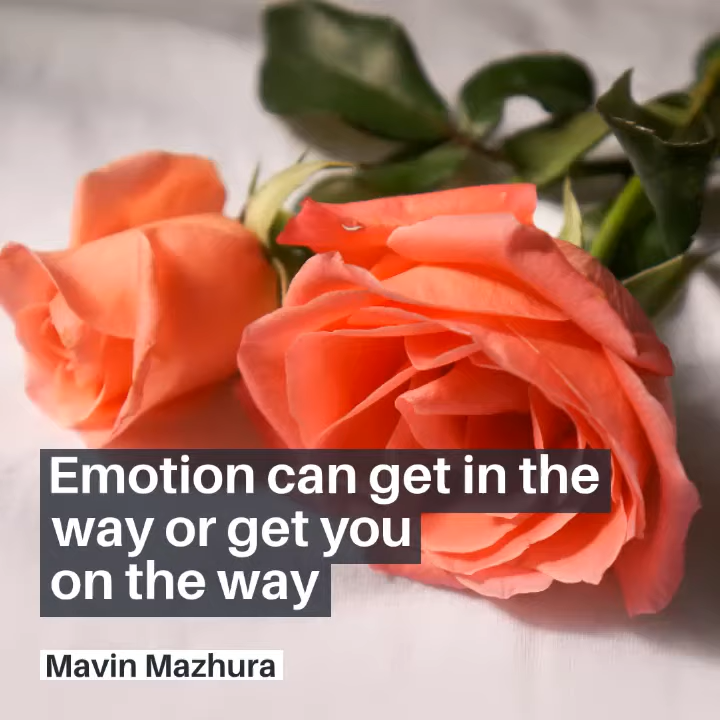 Emotion can get in the
way or get you
on the way
Mavin Mazhura